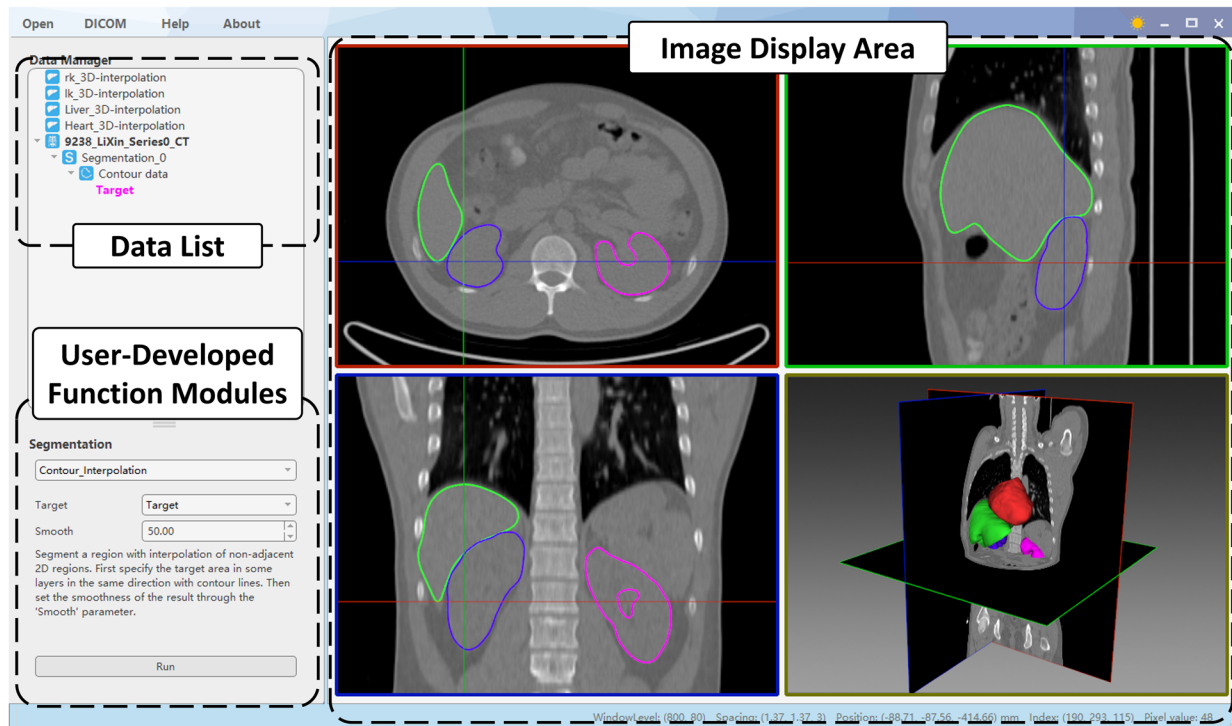 Open DICOM Help About
Image Display Area
Data Manager
rk_3D-interpolation
lk_3D-interpolation
Liver_3D-interpolation
Heart_3D-interpolation
9238_LiXin_Series0_CT
S Segmentation_0
Contour data
Target
Data List
User-Developed
Function Modules
Segmentation
Contour_Interpolation
Target Target
Smooth 50.00
Segment a region with interpolation of non-adjacent
2D regions. First specify the target area in some
layers in the same direction with contour lines. Then
set the smoothness of the result through the
'Smooth' parameter.
Run
WindowLevel: (800, 80) Spacing: (1.37, 1.37, 3) Position: (-88.71, -87.56, -414.66) mm Index: (190, 293, 115) Pixel value: 48